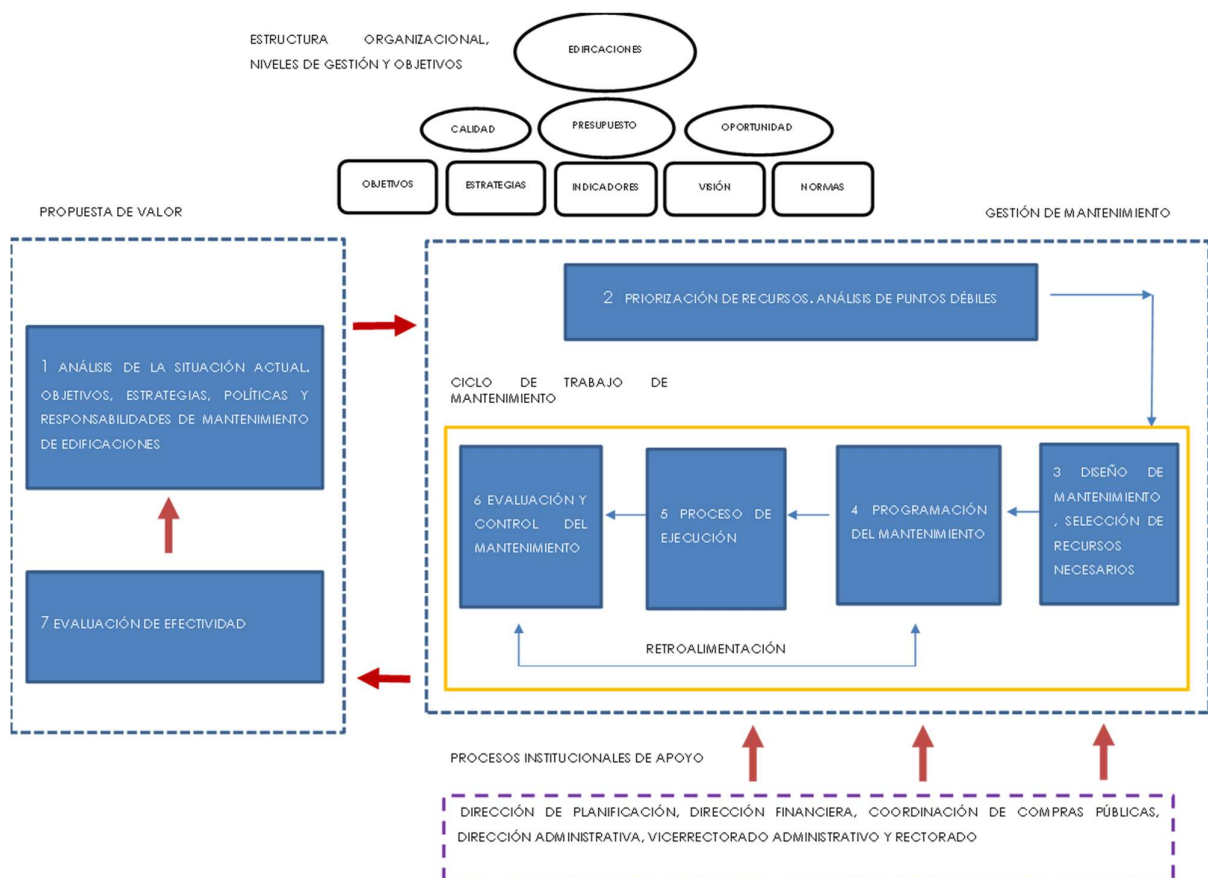 ESTRUCTURA ORGANIZACIONAL,
NIVELES DE GESTIÓN Y OBJETIVOS
EDIFICACIONES
CALIDAD
PRESUPUESTO
OPORTUNIDAD
OBJETIVOS
ESTRATEGIAS
INDICADORES
VISIÓN
NORMAS
PROPUESTA DE VALOR
GESTIÓN DE MANTENIMIENTO
1 ANÁLISIS DE LA SITUACIÓN ACTUAL.
OBJETIVOS, ESTRATEGIAS, POLÍTICAS Y
RESPONSABILIDADES DE MANTENIMIENTO
DE EDIFICACIONES
7 EVALUACIÓN DE EFECTIVIDAD
2 PRIORIZACIÓN DE RECURSOS. ANÁLISIS DE PUNTOS DÉBILES
CICLO DE TRABAJO DE
MANTENIMIENTO
6 EVALUACIÓN Y
CONTROL DEL
MANTENIMIENTO
5 PROCESO DE
EJECUCIÓN
4 PROGRAMACIÓN
DEL MANTENIMIENTO
3 DISEÑO DE
MANTENIMIENTO
, SELECCIÓN DE
RECURSOS
NECESARIOS
RETROALIMENTACIÓN
PROCESOS INSTITUCIONALES DE APOYO
DIRECCIÓN DE PLANIFICACIÓN, DIRECCIÓN FINANCIERA, COORDINACIÓN DE COMPRAS PÚBLICAS,
DIRECCIÓN ADMINISTRATIVA, VICERRECTORADO ADMINISTRATIVO Y RECTORADO